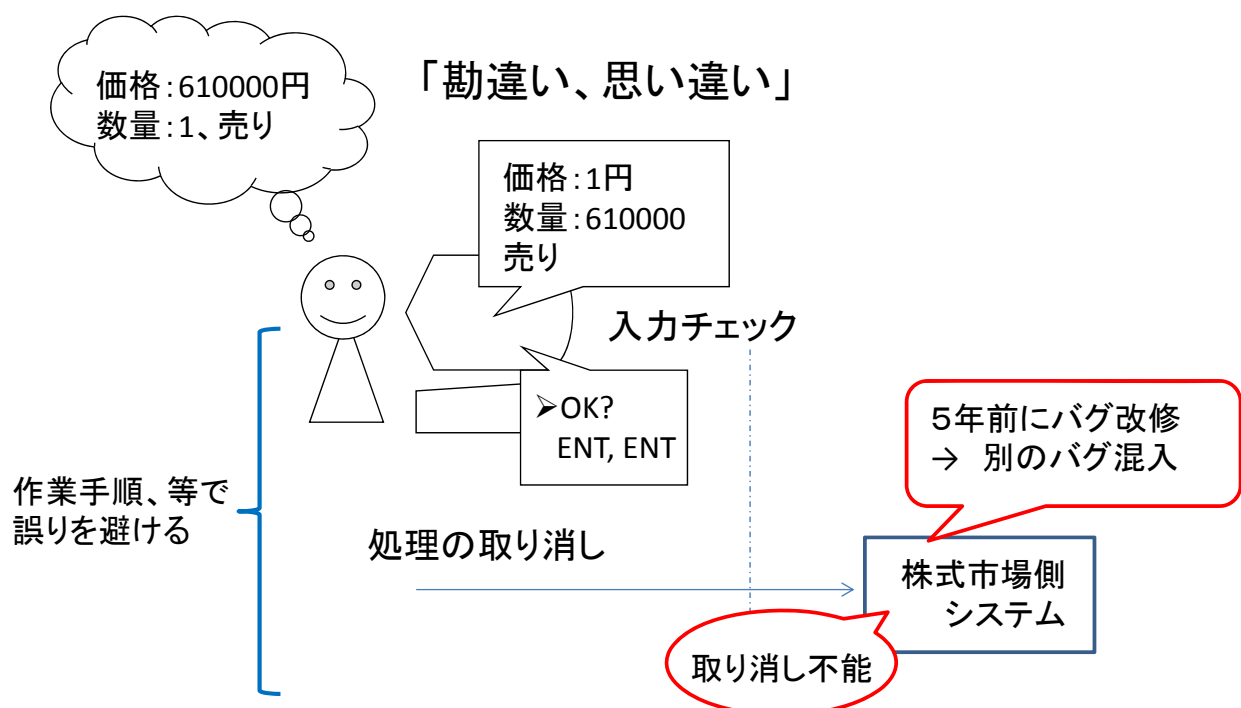 価格：610000円
数量：1、売り
「勘違い、思い違い」
価格：1円
数量：610000
売り
入力チェック
➢OK?
ENT, ENT
５年前にバグ改修
→ 別のバグ混入
作業手順、等で
誤りを避ける
処理の取り消し
株式市場側
システム
取り消し不能